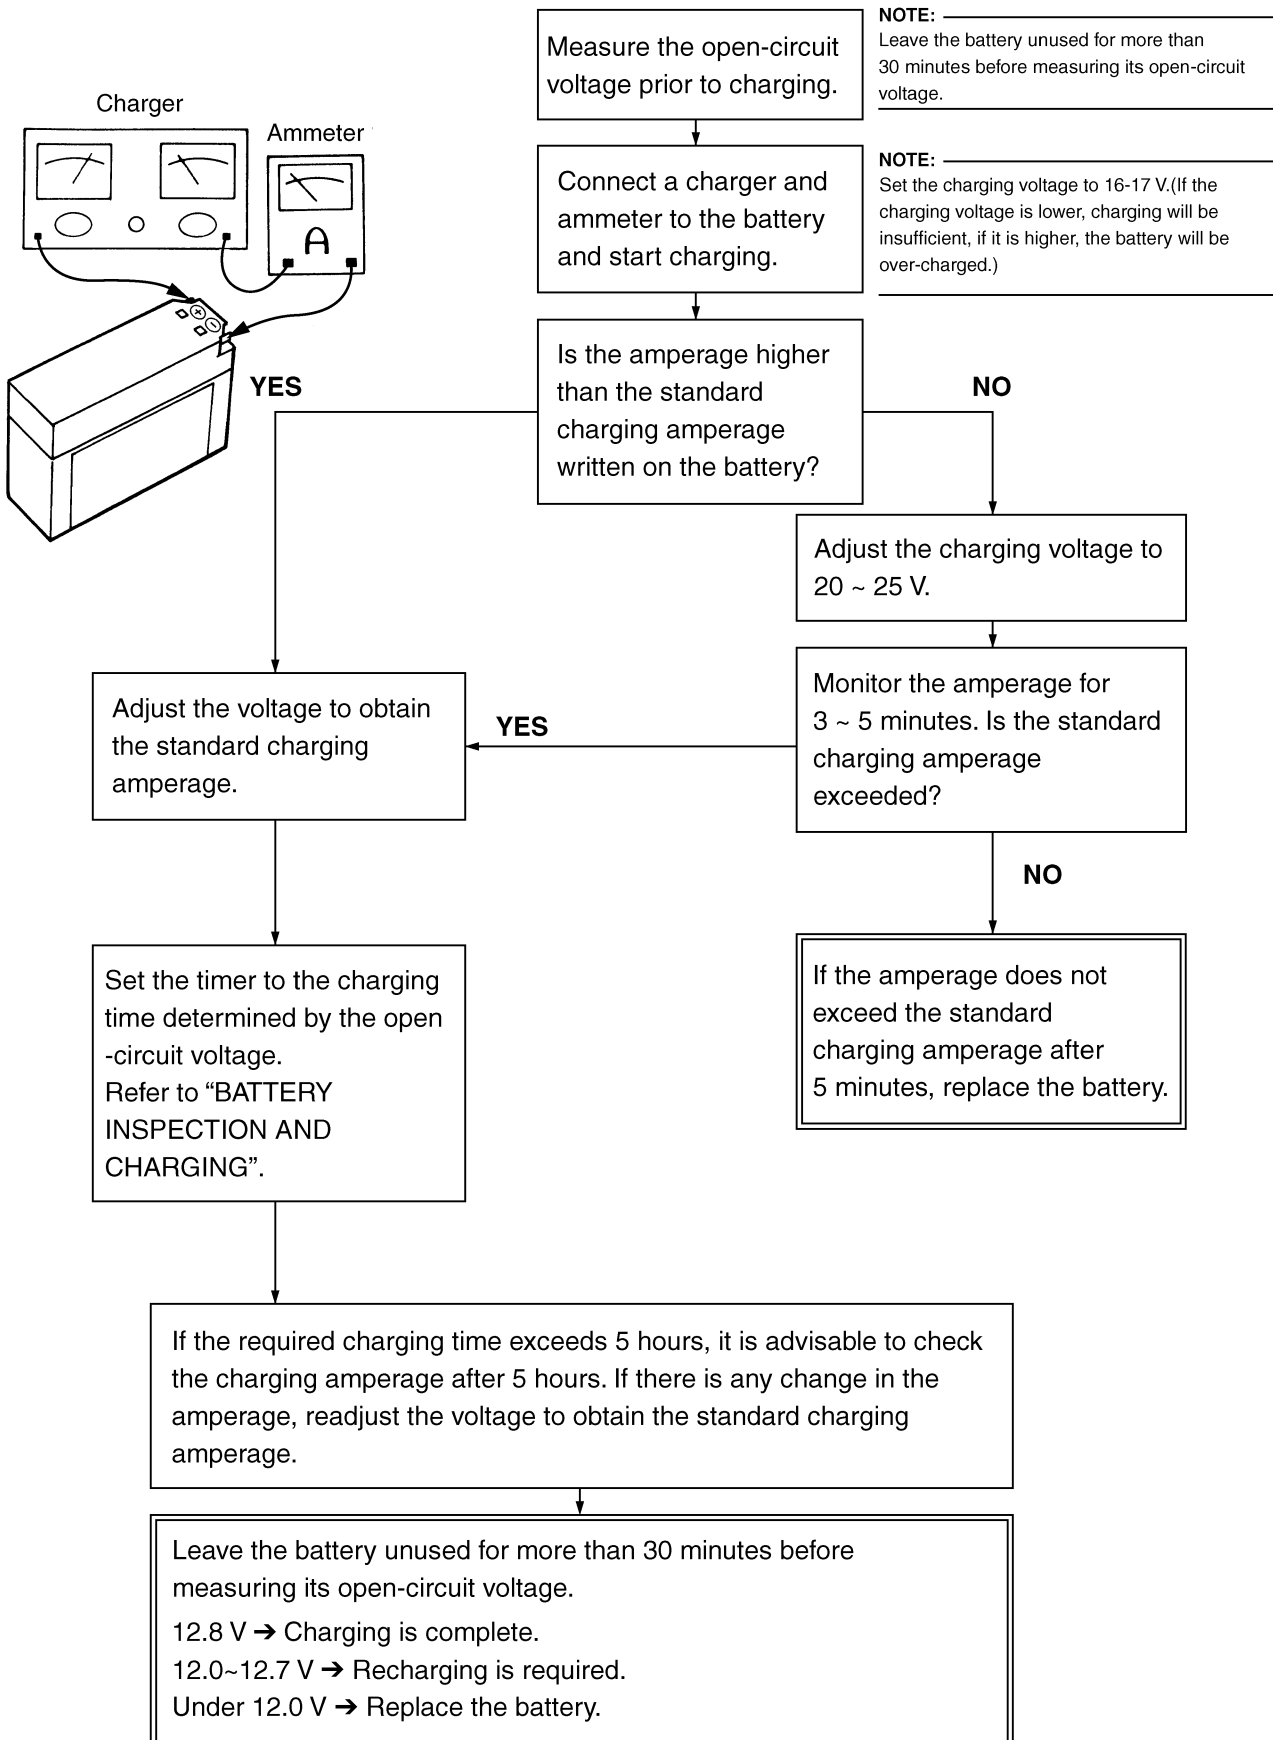 Measure the open-circuit
voltage prior to charging.
NOTE:
Leave the battery unused for more than
30 minutes before measuring its open-circuit
voltage.
Charger
Ammeter
A
Connect a charger and
ammeter to the battery
and start charging.
NOTE:
Set the charging voltage to 16-17 V.(If the
charging voltage is lower, charging will be
insufficient, if it is higher, the battery will be
over-charged.)
Is the amperage higher
than the standard
charging amperage
written on the battery?
YES
NO
Adjust the charging voltage to
20 ~ 25 V.
Monitor the amperage for
3 ~ 5 minutes. Is the standard
charging amperage
exceeded?
YES
Adjust the voltage to obtain
the standard charging
amperage.
NO
If the amperage does not
exceed the standard
charging amperage after
5 minutes, replace the battery.
Set the timer to the charging
time determined by the open
-circuit voltage.
Refer to “BATTERY
INSPECTION AND
CHARGING”.
If the required charging time exceeds 5 hours, it is advisable to check
the charging amperage after 5 hours. If there is any change in the
amperage, readjust the voltage to obtain the standard charging
amperage.
Leave the battery unused for more than 30 minutes before
measuring its open-circuit voltage.
12.8 V ➔ Charging is complete.
12.0~12.7 V ➔ Recharging is required.
Under 12.0 V ➔ Replace the battery.